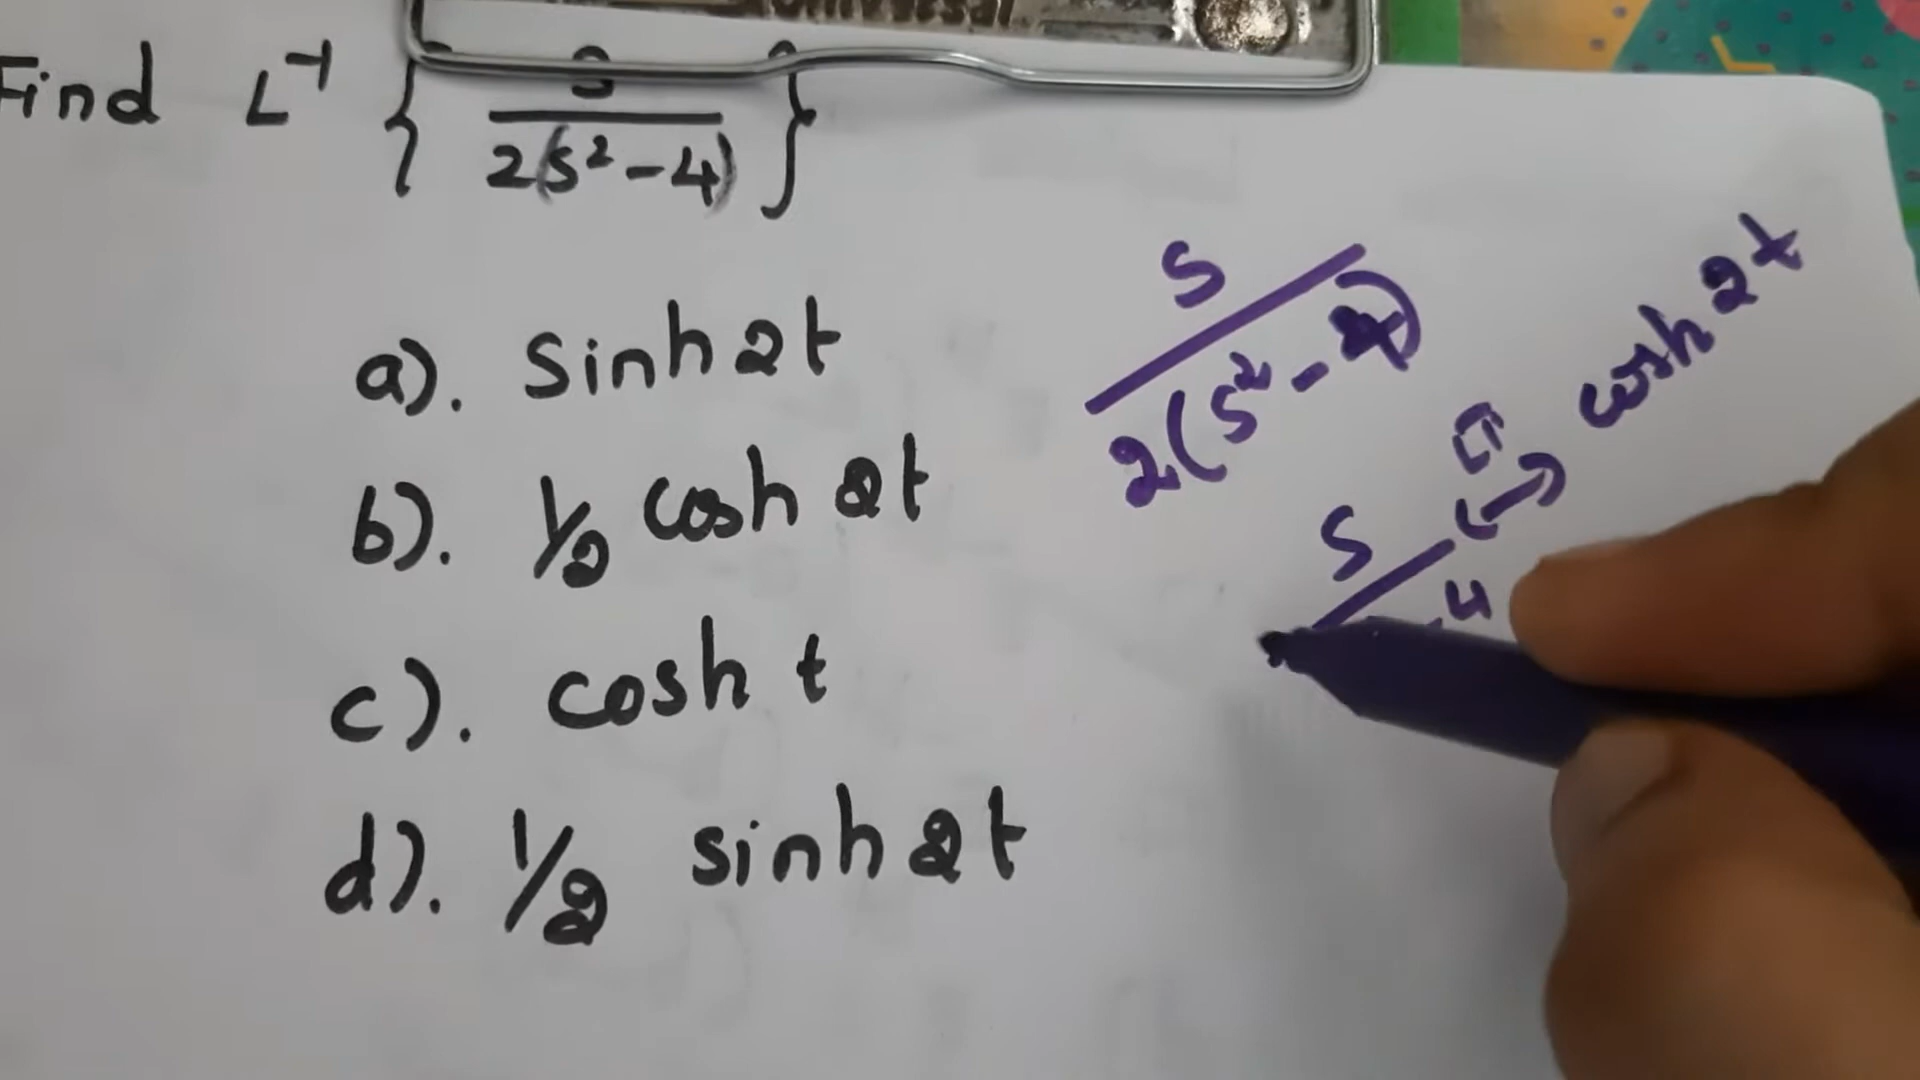 Find L⁻¹ { s
2(s² - 4) }
a). Sinh 2t
b). 1/2 cosh 2t
c). cosh t
d). 1/2 sinh 2t
S
2(S² - 4)
S ↔ cosh 2t
4